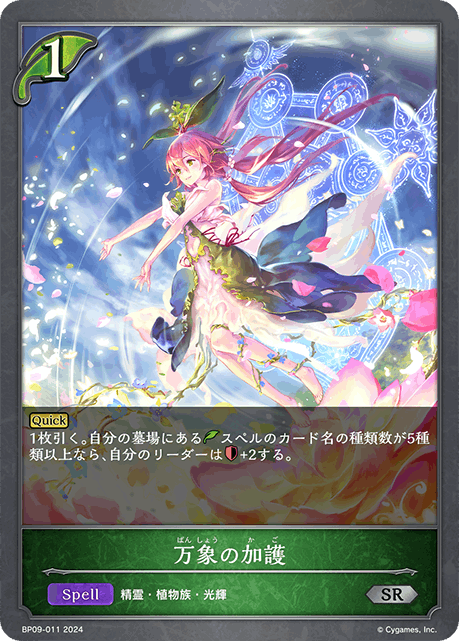 1
Quick
1枚引く。自分の墓場にあるスペルのカード名の種類数が5種
類以上なら、自分のリーダーは+2する。
ばんしょう かご
万象の加護
Spell 精霊・植物族・光輝 SR
BP09-011 2024 © Cygames, Inc.